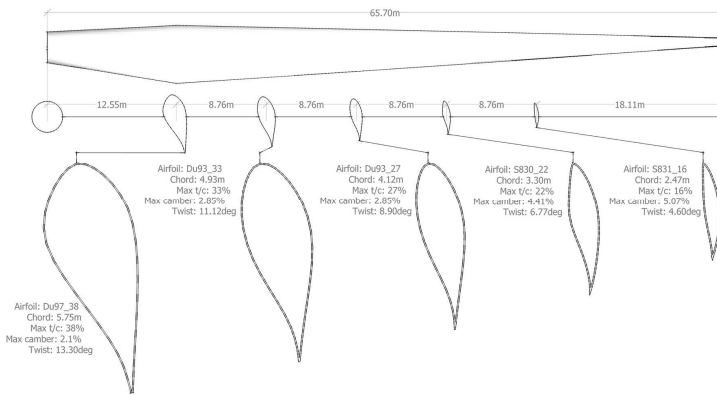 65.70m
12.55m
8.76m
8.76m
8.76m
8.76m
18.11m
Airfoil: Du93_33
Chord: 4.93m
Max t/c: 33%
Max camber: 2.85%
Twist: 11.12deg
Airfoil: Du93_27
Chord: 4.12m
Max t/c: 27%
Max camber: 2.85%
Twist: 8.90deg
Airfoil: S830_22
Chord: 3.30m
Max t/c: 22%
Max camber: 4.41%
Twist: 6.77deg
Airfoil: S831_16
Chord: 2.47m
Max t/c: 16%
Max camber: 5.07%
Twist: 4.60deg
Airfoil: Du97_38
Chord: 5.75m
Max t/c: 38%
Max camber: 2.1%
Twist: 13.30deg